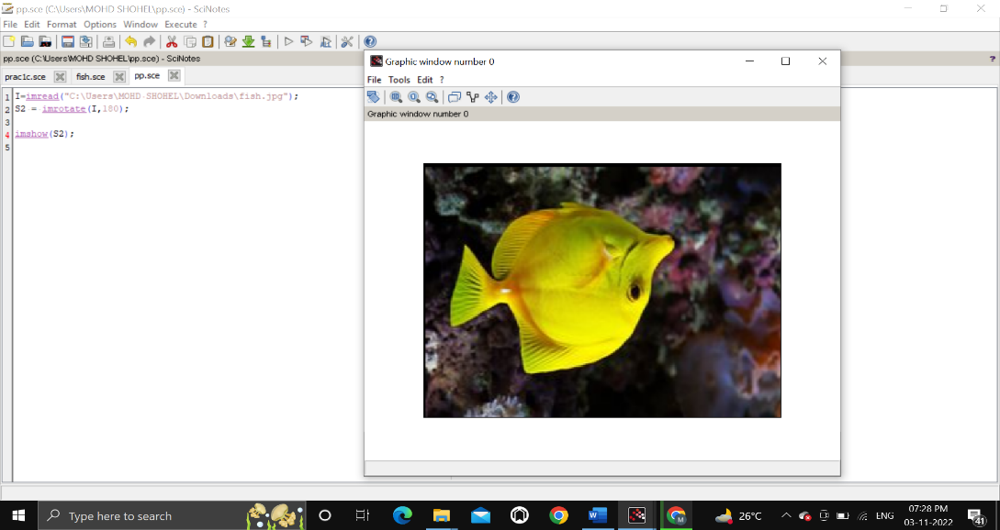 pp.sce (C:\Users\MOHD SHOHEL\pp.sce) - SciNotes
File Edit Format Options Window Execute ?
pp.sce (C:\Users\MOHD SHOHEL\pp.sce) - SciNotes ?
prac1c.sce fish.sce pp.sce
1 I=imread("C:\Users\MOHD SHOHEL\Downloads\fish.jpg");
2 S2 = imrotate(I,180);
3
4 imshow(S2);
5
Graphic window number 0
File Tools Edit ?
Graphic window number 0
Type here to search
26°C
ENG
07:28 PM
03-11-2022
41